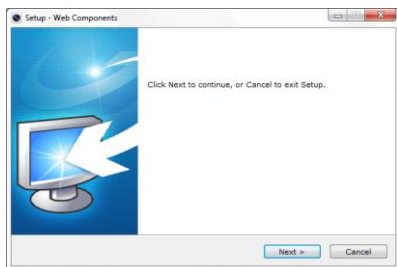 Setup - Web Components
Click Next to continue, or Cancel to exit Setup.
Next >
Cancel